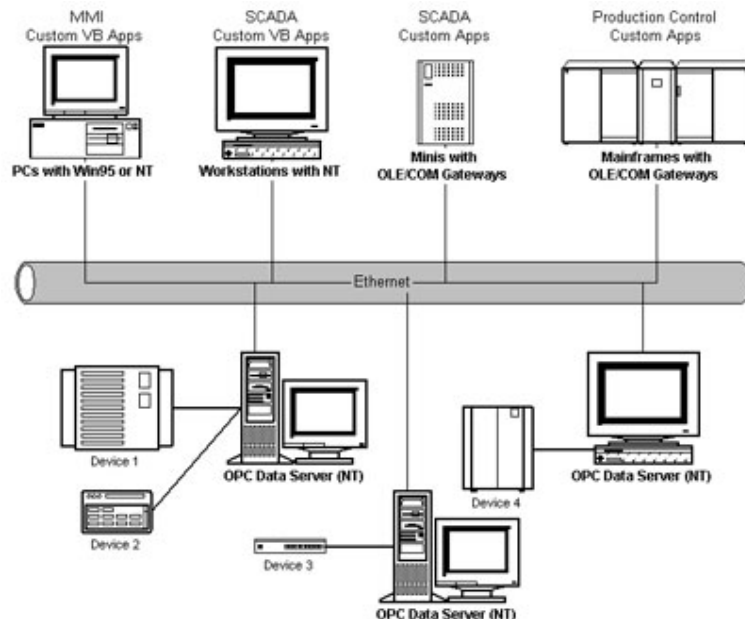 MMI
Custom VB Apps
SCADA
Custom VB Apps
SCADA
Custom Apps
Production Control
Custom Apps
PCs with Win95 or NT
Workstations with NT
Minis with
OLE/COM Gateways
Mainframes with
OLE/COM Gateways
Ethernet
Device 1
OPC Data Server (NT)
Device 2
Device 4
OPC Data Server (NT)
Device 3
OPC Data Server (NT)